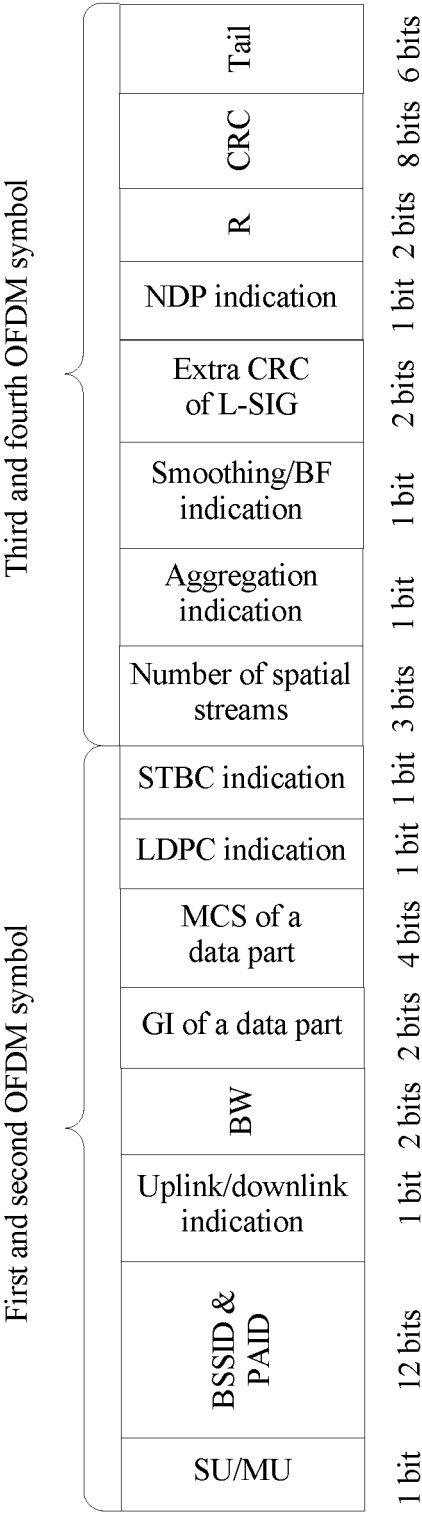 Third and fourth OFDM symbol
Tail
6 bits
CRC
8 bits
R
2 bits
NDP indication
1 bit
Extra CRC
of L-SIG
2 bits
Smoothing/BF
indication
1 bit
Aggregation
indication
1 bit
Number of spatial
streams
3 bits
First and second OFDM symbol
STBC indication
1 bit
LDPC indication
1 bit
MCS of a
data part
4 bits
GI of a data part
2 bits
BW
2 bits
Uplink/downlink
indication
1 bit
BSSID &
PAID
12 bits
SU/MU
1 bit